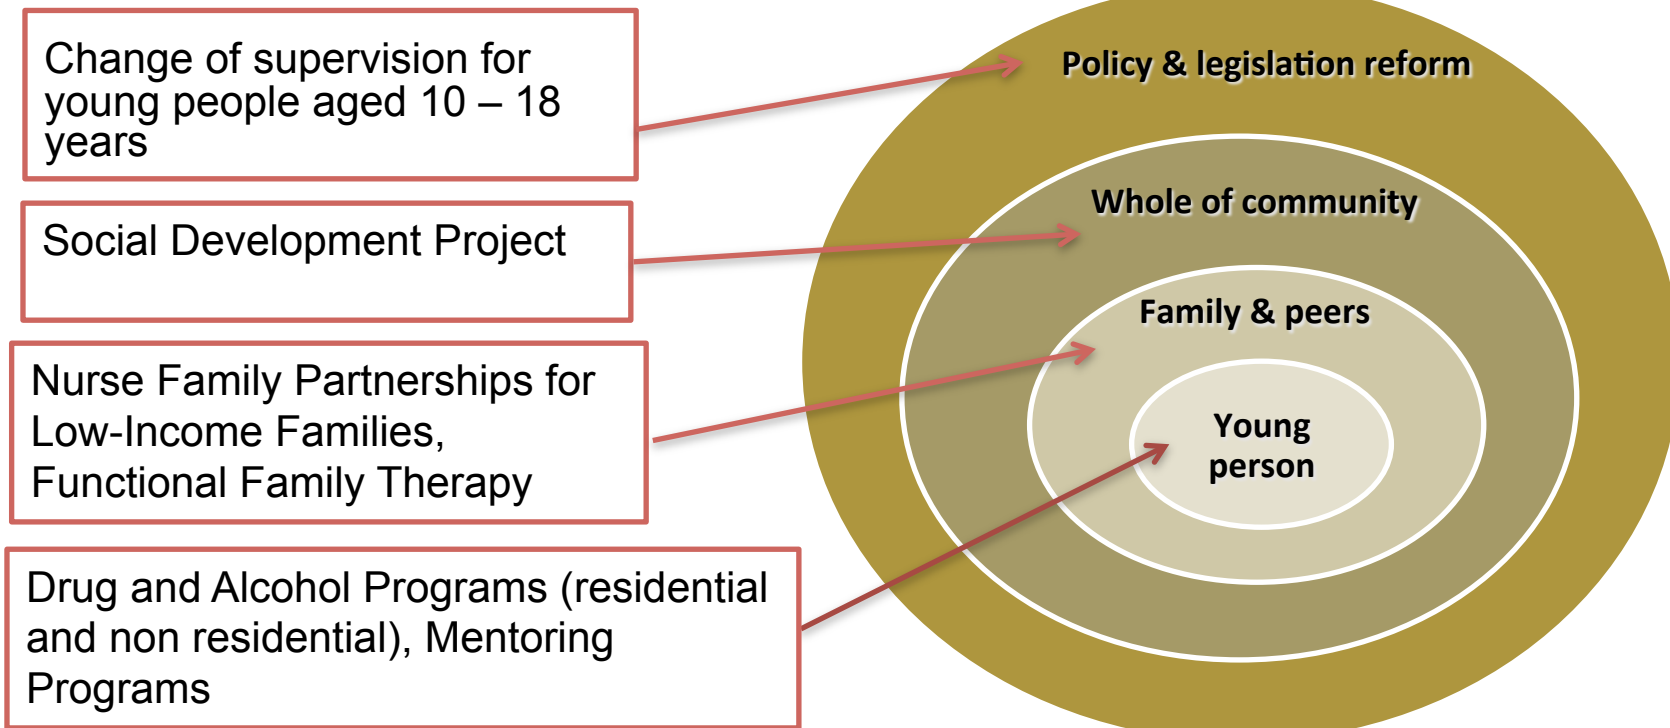 Change of supervision for
young people aged 10 – 18
years
Social Development Project
Nurse Family Partnerships for
Low-Income Families,
Functional Family Therapy
Drug and Alcohol Programs (residential
and non residential), Mentoring
Programs
Policy & legislation reform
Whole of community
Family & peers
Young
person